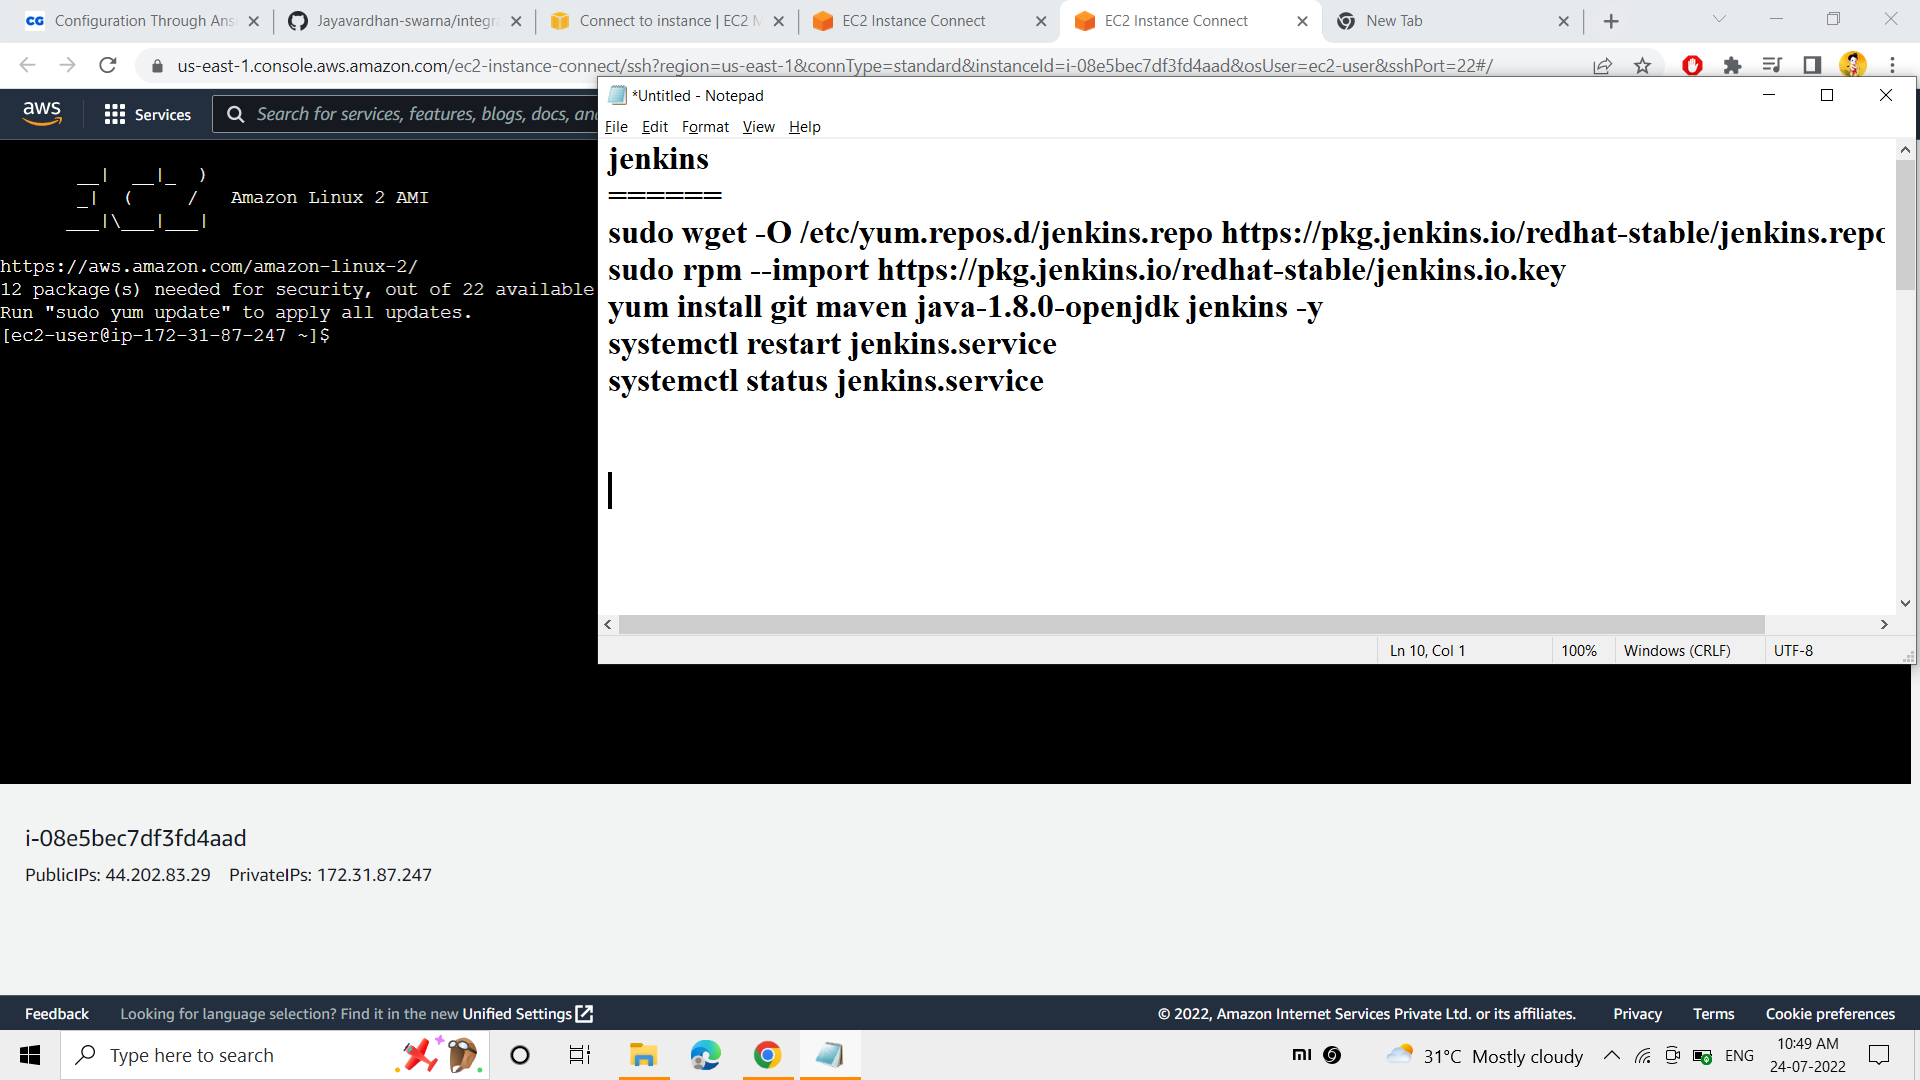 Configuration Through Ans
Jayavardhan-swarna/integra
Connect to instance | EC2 M
EC2 Instance Connect
EC2 Instance Connect
New Tab
us-east-1.console.aws.amazon.com/ec2-instance-connect/ssh?region=us-east-1&connType=standard&instanceId=i-08e5bec7df3fd4aad&osUser=ec2-user&sshPort=22#/
aws
Services
Search for services, features, blogs, docs, an
*Untitled - Notepad
File Edit Format View Help
jenkins
======
sudo wget -O /etc/yum.repos.d/jenkins.repo https://pkg.jenkins.io/redhat-stable/jenkins.repo
sudo rpm --import https://pkg.jenkins.io/redhat-stable/jenkins.io.key
yum install git maven java-1.8.0-openjdk jenkins -y
systemctl restart jenkins.service
systemctl status jenkins.service
Ln 10, Col 1
100%
Windows (CRLF)
UTF-8
__| __|_ )
_| ( / Amazon Linux 2 AMI
___|\___|___|
https://aws.amazon.com/amazon-linux-2/
12 package(s) needed for security, out of 22 available
Run "sudo yum update" to apply all updates.
[ec2-user@ip-172-31-87-247 ~]$
i-08e5bec7df3fd4aad
PublicIPs: 44.202.83.29 PrivateIPs: 172.31.87.247
Feedback
Looking for language selection? Find it in the new Unified Settings
© 2022, Amazon Internet Services Private Ltd. or its affiliates.
Privacy
Terms
Cookie preferences
Type here to search
31°C Mostly cloudy
ENG
10:49 AM
24-07-2022